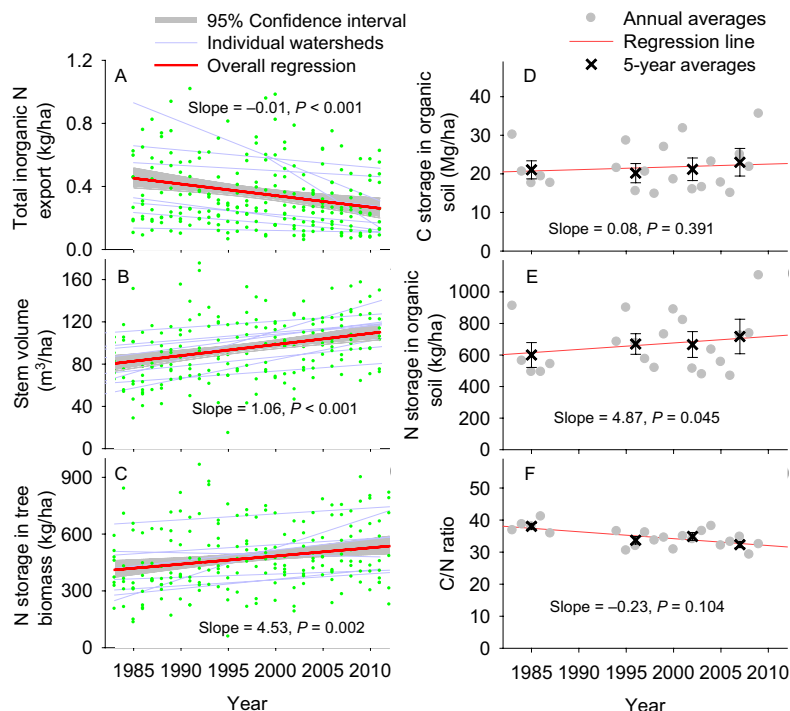 95% Confidence interval
Individual watersheds
Overall regression
Annual averages
Regression line
5-year averages
A
Slope = –0.01, P < 0.001
Total inorganic N
export (kg/ha)
1.2
0.8
0.4
0.0
B
Slope = 1.06, P < 0.001
Stem volume
(m³/ha)
160
120
80
40
0
C
Slope = 4.53, P = 0.002
N storage in tree
biomass (kg/ha)
900
600
300
0
1985 1990 1995 2000 2005 2010
Year
D
Slope = 0.08, P = 0.391
C storage in organic
soil (Mg/ha)
40
30
20
10
0
E
Slope = 4.87, P = 0.045
N storage in organic
soil (kg/ha)
1000
800
600
400
200
0
F
Slope = –0.23, P = 0.104
C/N ratio
50
40
30
20
10
0
1985 1990 1995 2000 2005 2010
Year